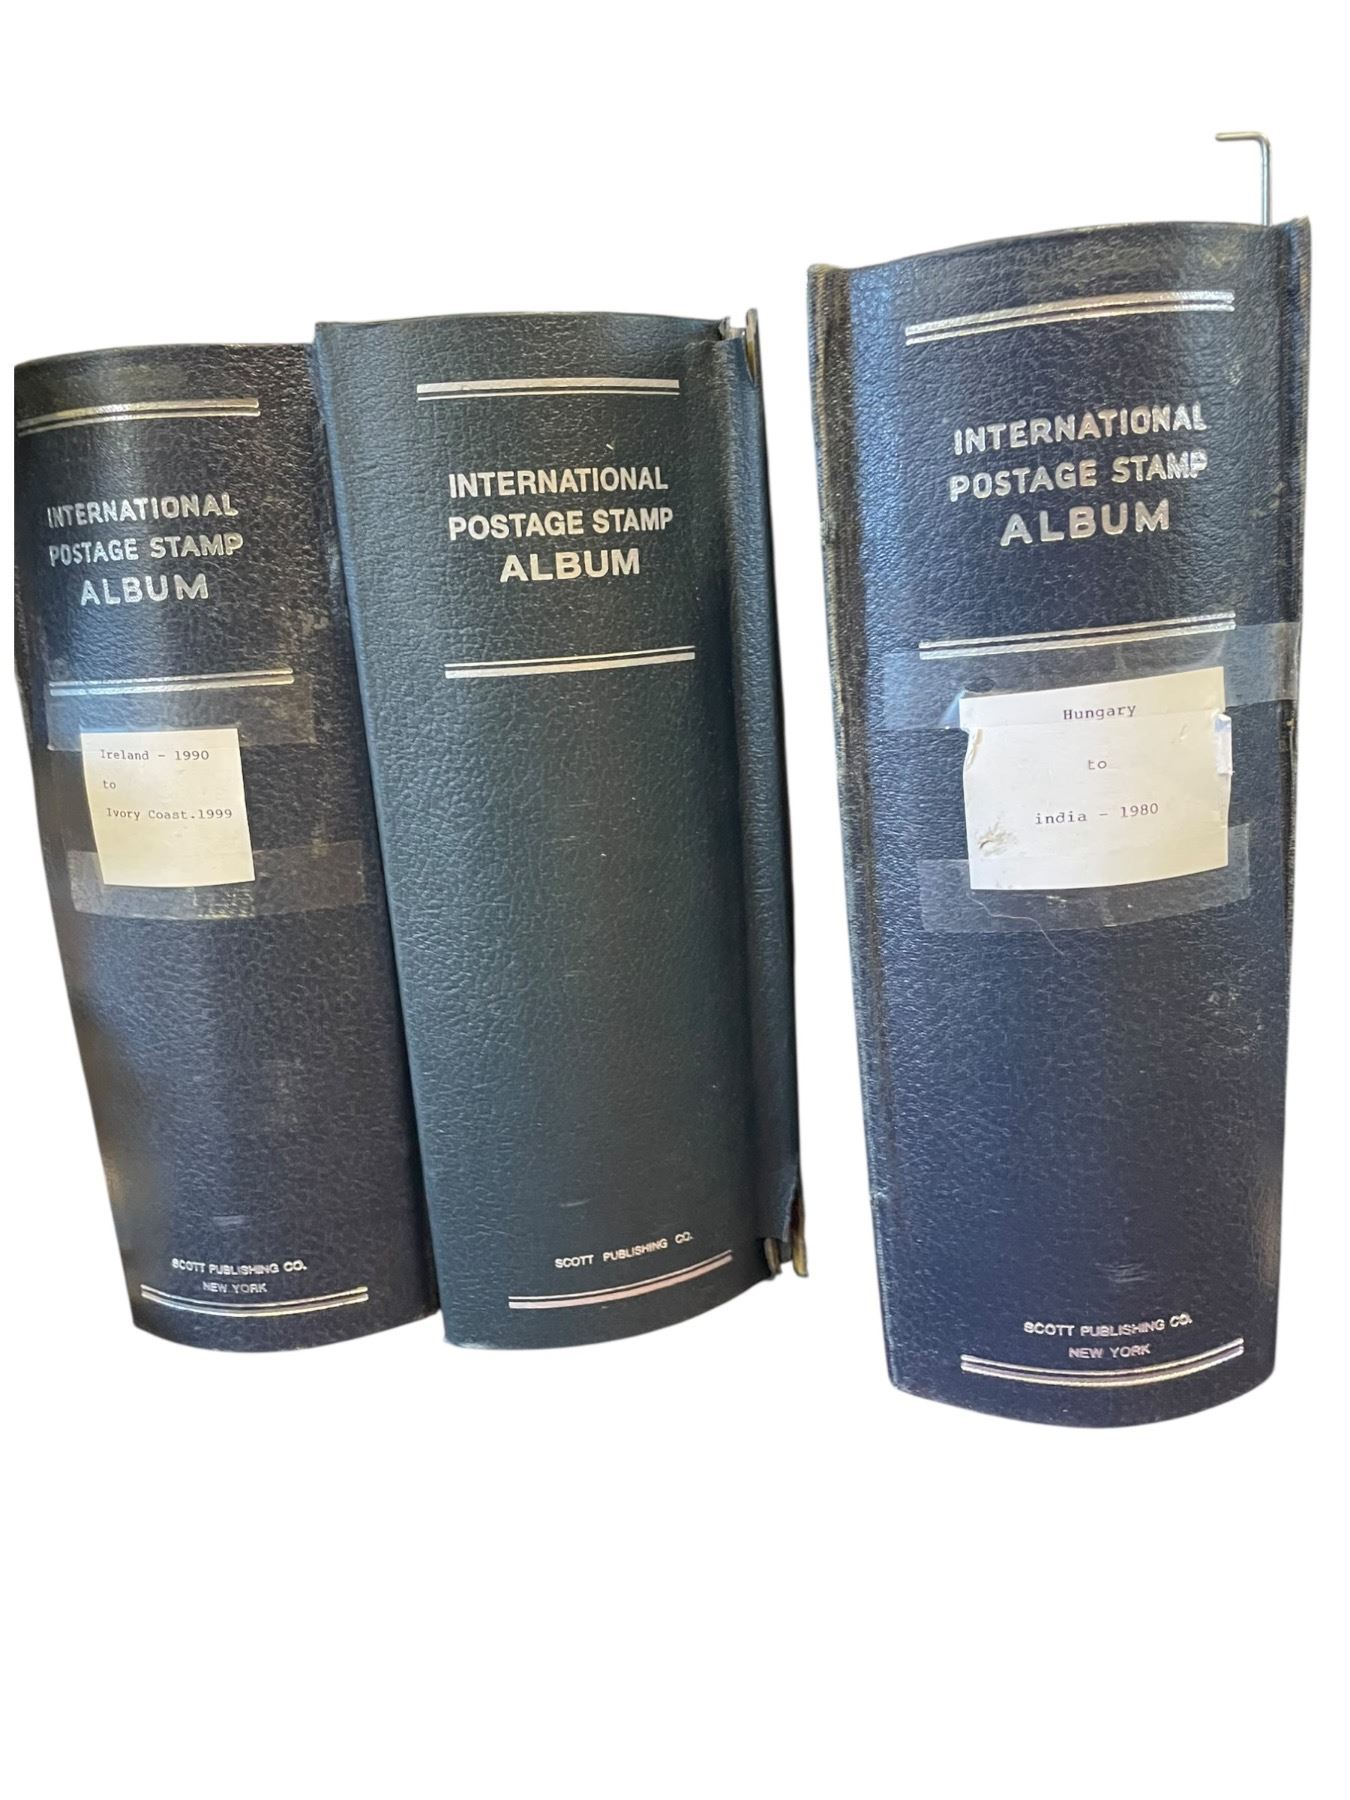 INTERNATIONAL
POSTAGE STAMP
ALBUM
Ireland - 1990
to
Ivory Coast.1999
SCOTT PUBLISHING CO.
NEW YORK
INTERNATIONAL
POSTAGE STAMP
ALBUM
SCOTT PUBLISHING CO.
INTERNATIONAL
POSTAGE STAMP
ALBUM
Hungary
to
india - 1980
SCOTT PUBLISHING CO.
NEW YORK